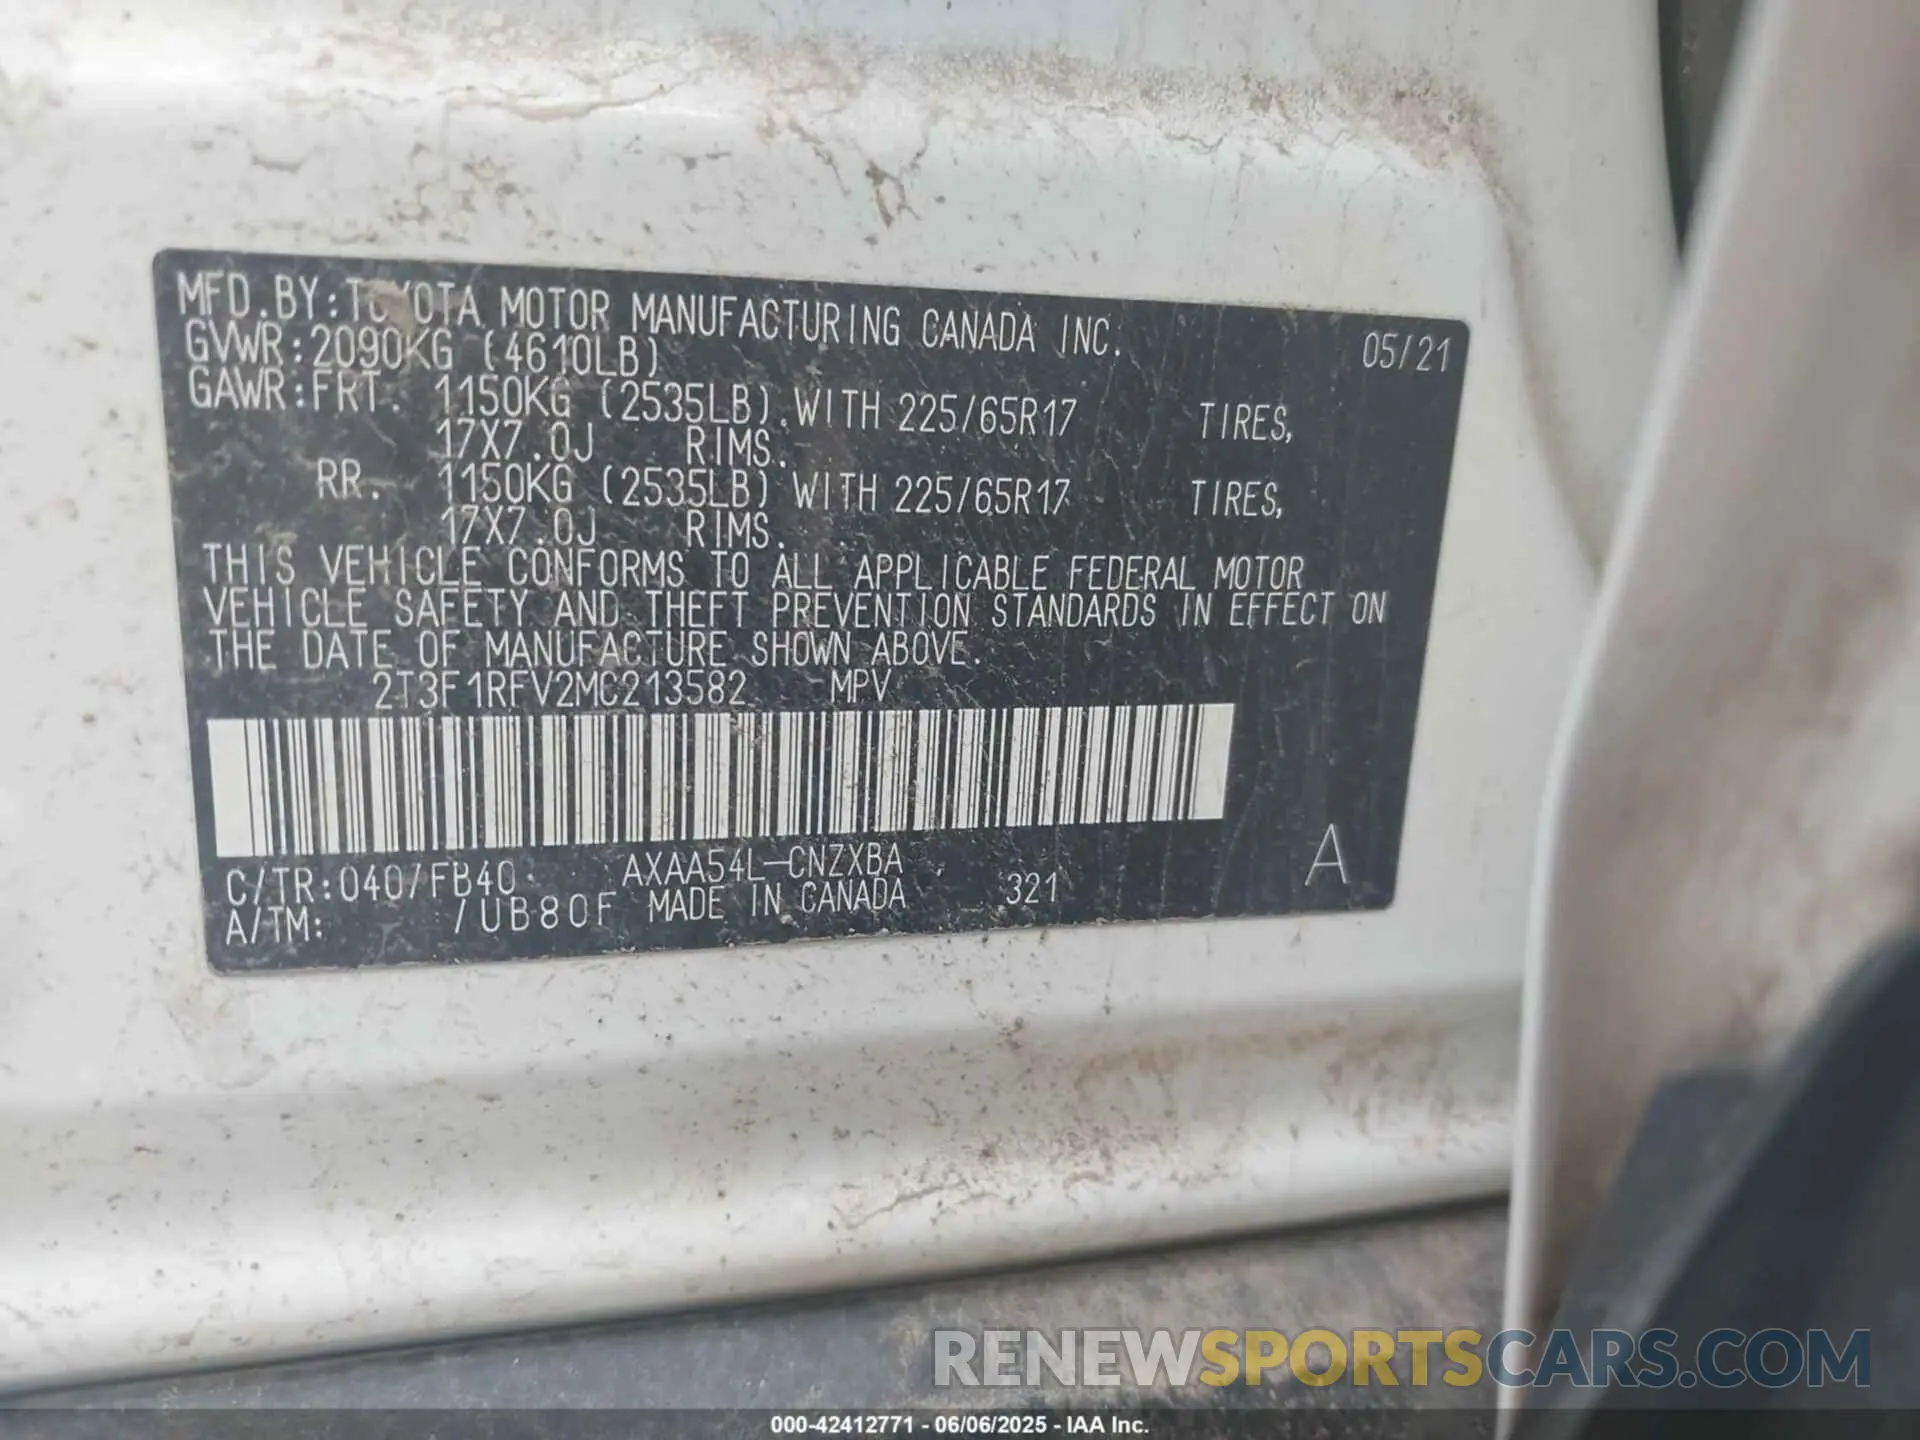 MFD.BY:TOYOTA MOTOR MANUFACTURING CANADA INC. 05/21
GVWR:2090KG (4610LB)
GAWR:FRT. 1150KG (2535LB) WITH 225/65R17 TIRES,
17X7.0J RIMS.
RR. 1150KG (2535LB) WITH 225/65R17 TIRES,
17X7.0J RIMS.
THIS VEHICLE CONFORMS TO ALL APPLICABLE FEDERAL MOTOR
VEHICLE SAFETY AND THEFT PREVENTION STANDARDS IN EFFECT ON
THE DATE OF MANUFACTURE SHOWN ABOVE.
2T3F1RFV2MC213582 MPV
C/TR:040/FB40 AXAA54L-CNZXBA
A/TM: /UB80F MADE IN CANADA 321 A
RENEWSPORTSCARS.COM
000-42412771 - 06/06/2025 - IAA Inc.